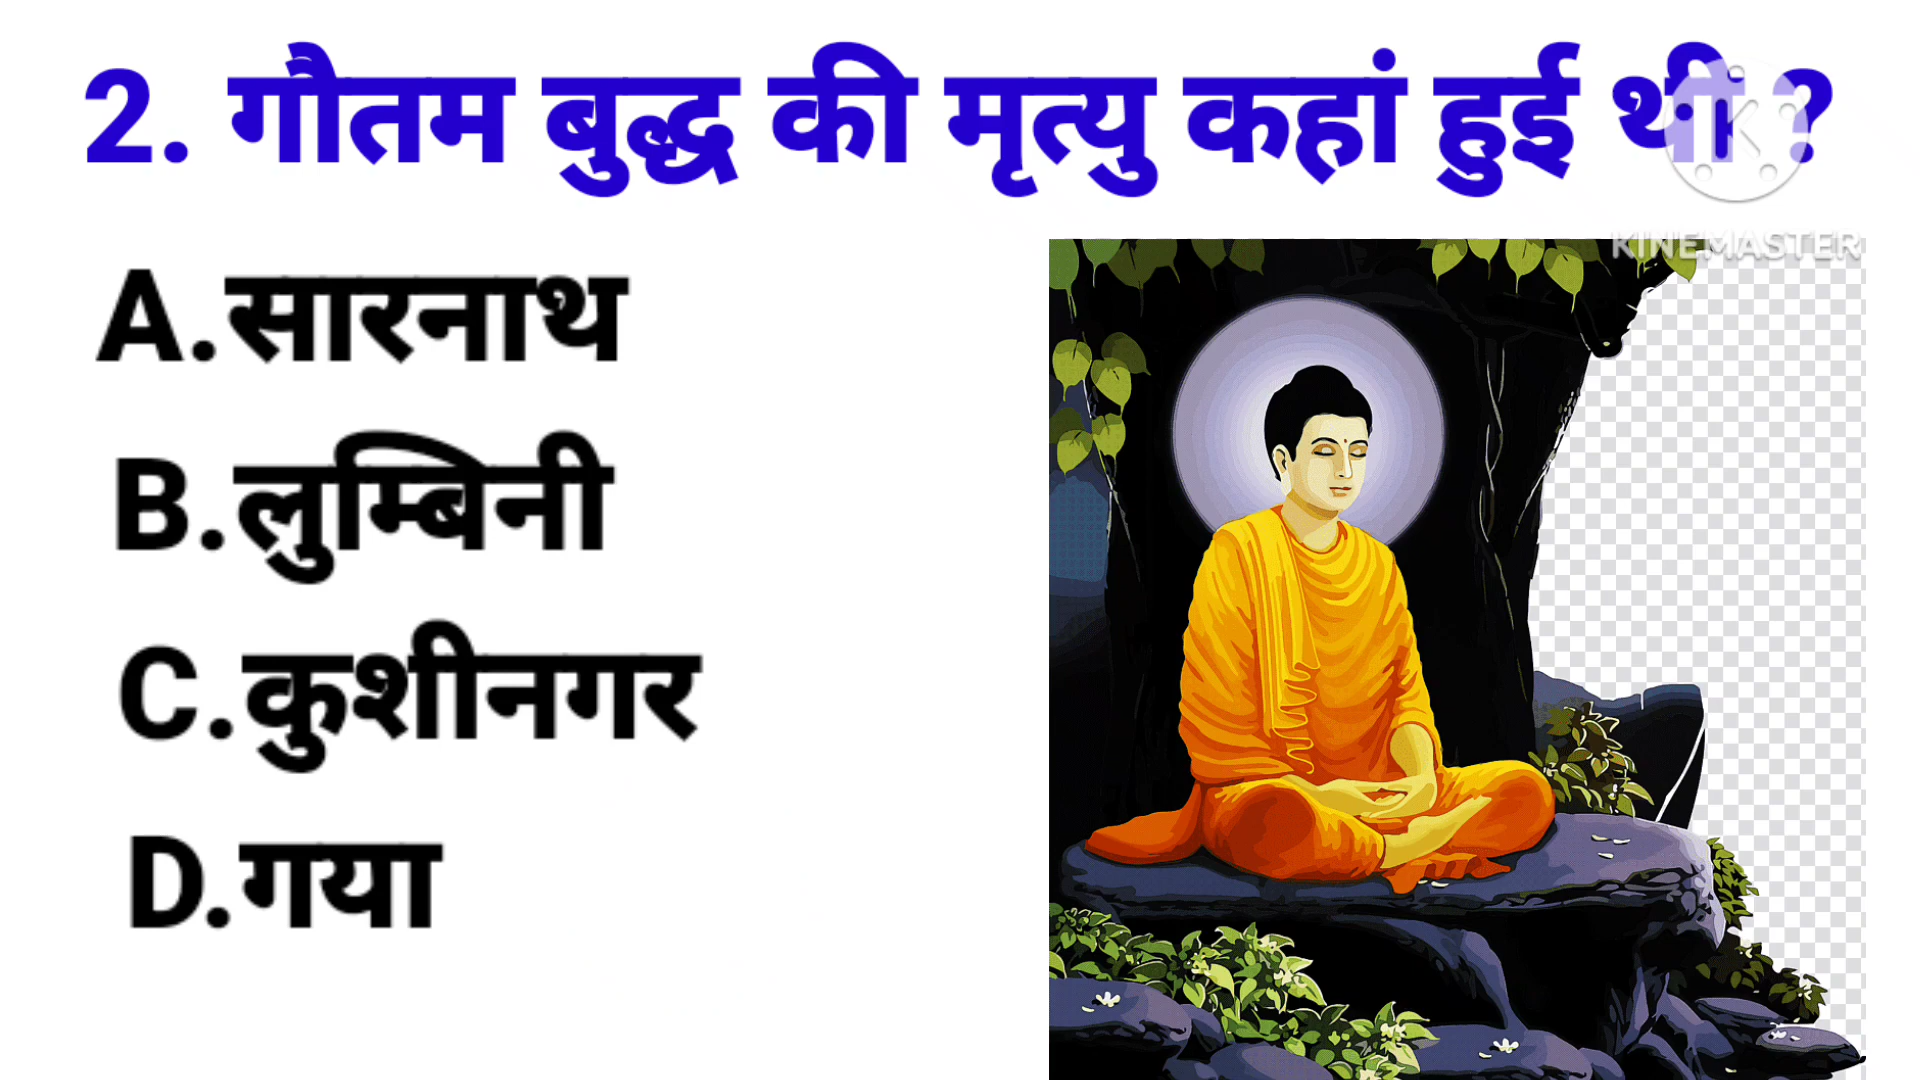 2. गौतम बुद्ध की मृत्यु कहां हुई थी ?
KINEMASTER
A.सारनाथ
B.लुम्बिनी
C.कुशीनगर
D.गया